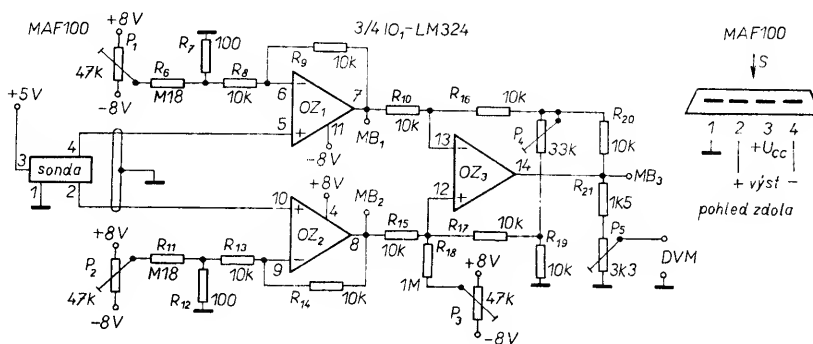 MAF100
+8V
P1
47k
-8V
R6
M18
R7
100
R8
10k
R9
10k
3/4 IO1-LM324
6
-
OZ1
7
5
+
11
-8V
MB1
R10
10k
R16
10k
P4
33k
R20
10k
13
-
OZ3
14
12
+
MB3
R21
1K5
P5
3k3
DVM
+5V
3
4
sonda
1
2
10
+
+8V
4
OZ2
8
9
-
MB2
R15
10k
R17
10k
R18
1M
R19
10k
+8V
47k
P3
-8V
+8V
P2
47k
-8V
R11
M18
R12
100
R13
10k
R14
10k
MAF100
S
1 2 3 4
+Ucc
+ výst -
pohled zdola